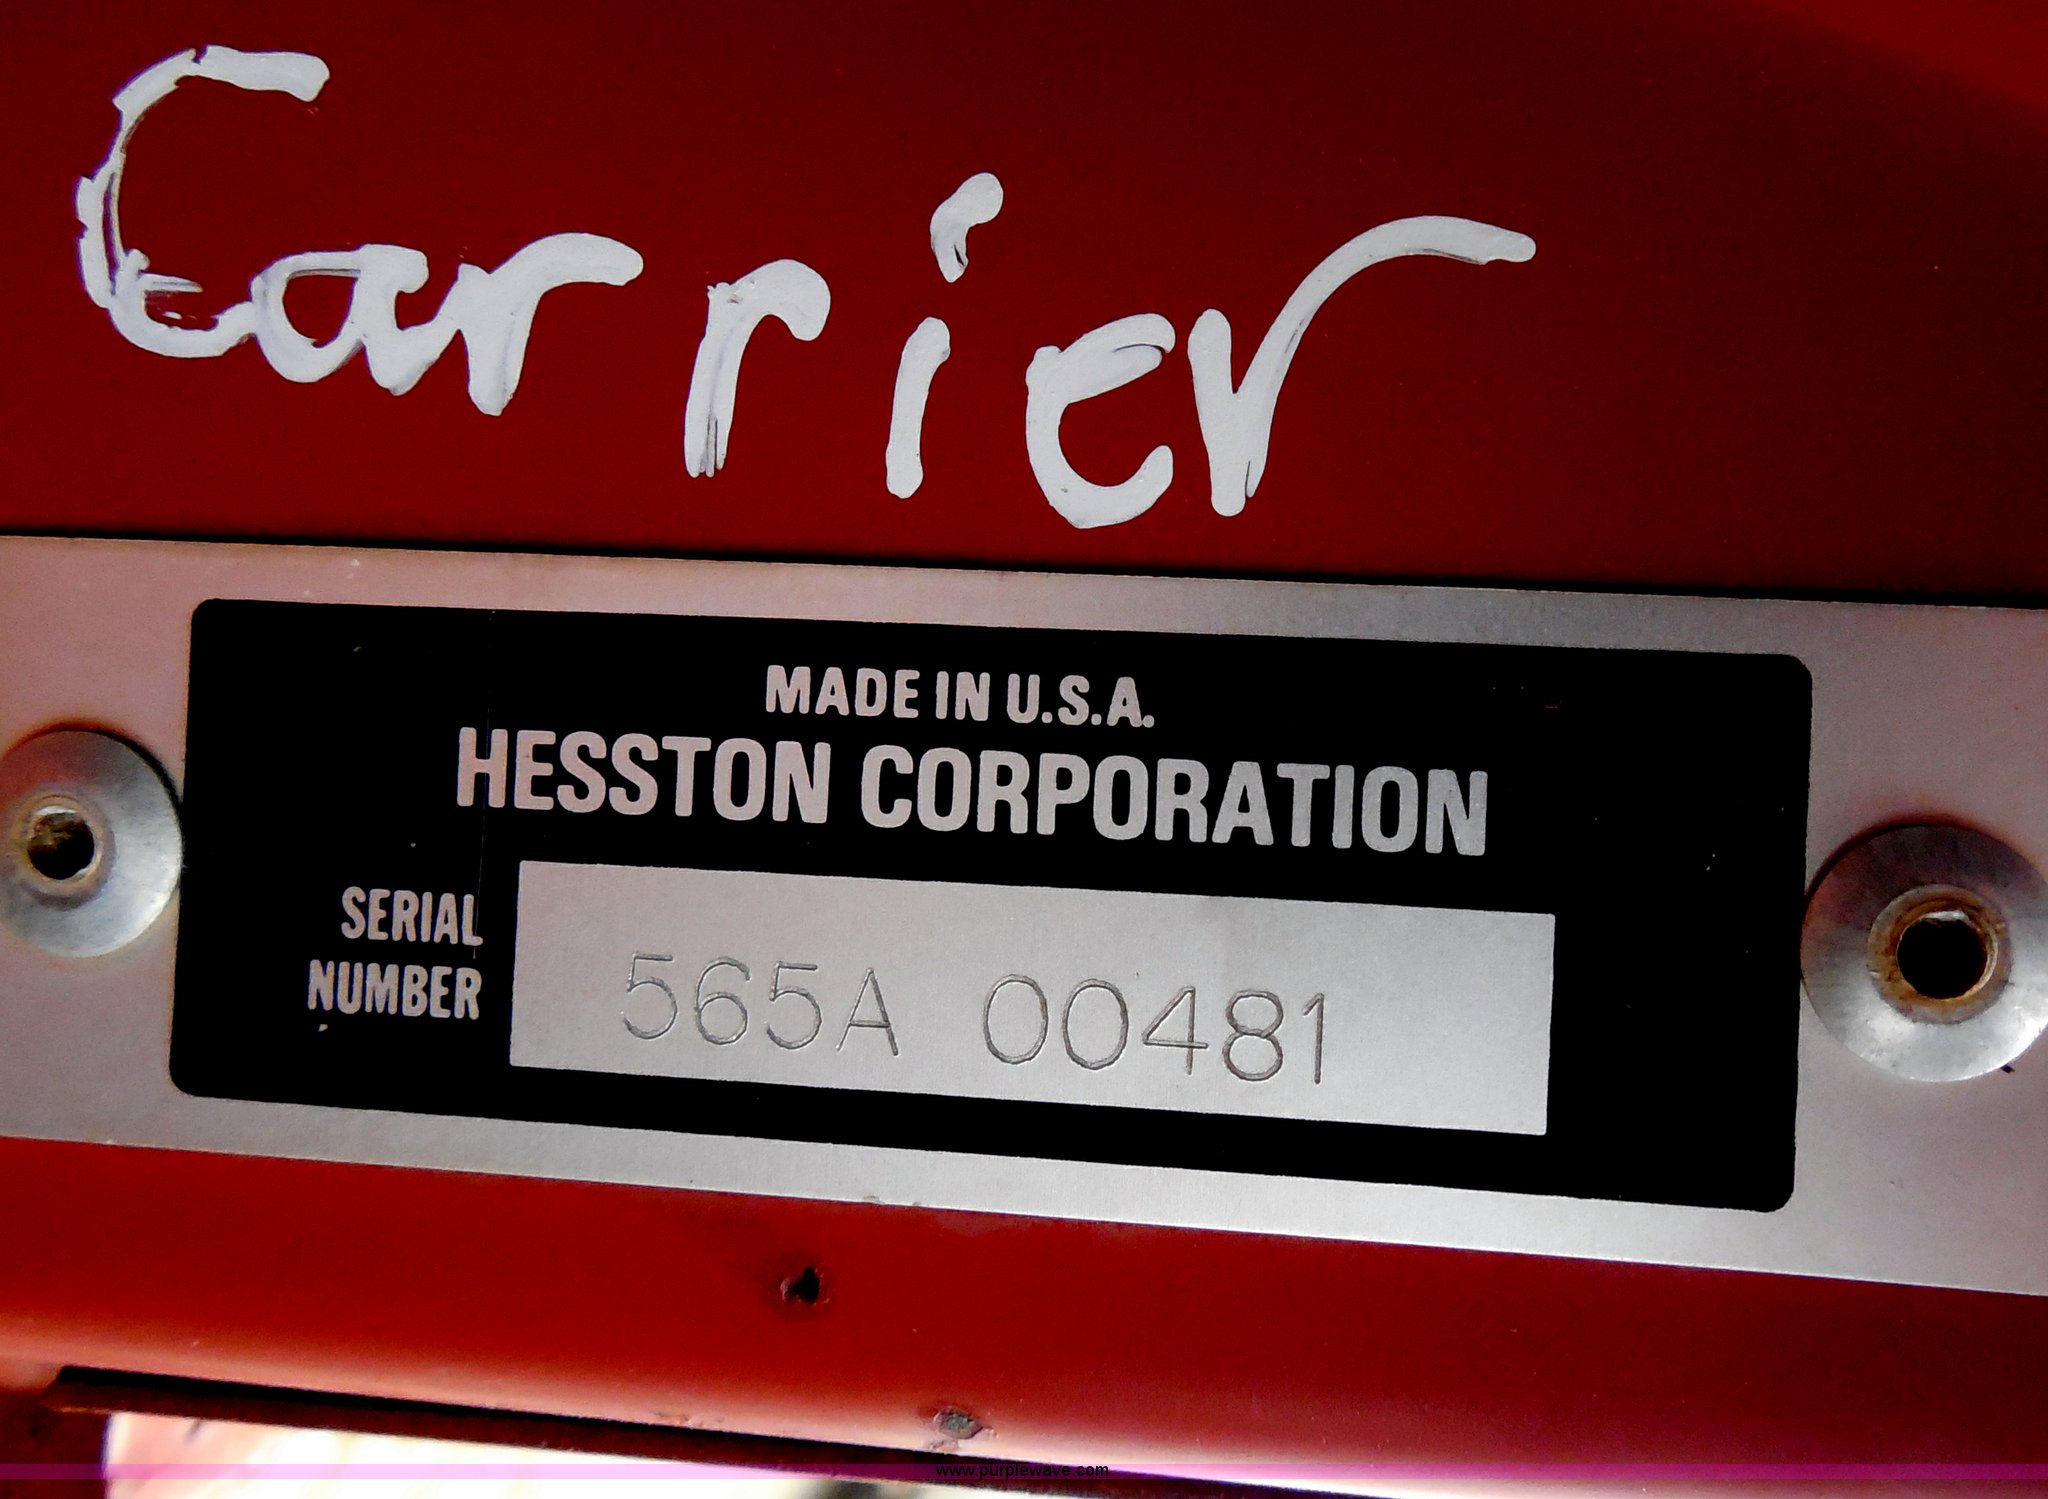 Carrier
MADE IN U.S.A.
HESSTON CORPORATION
SERIAL
NUMBER
565A 00481
www.purplewave.com